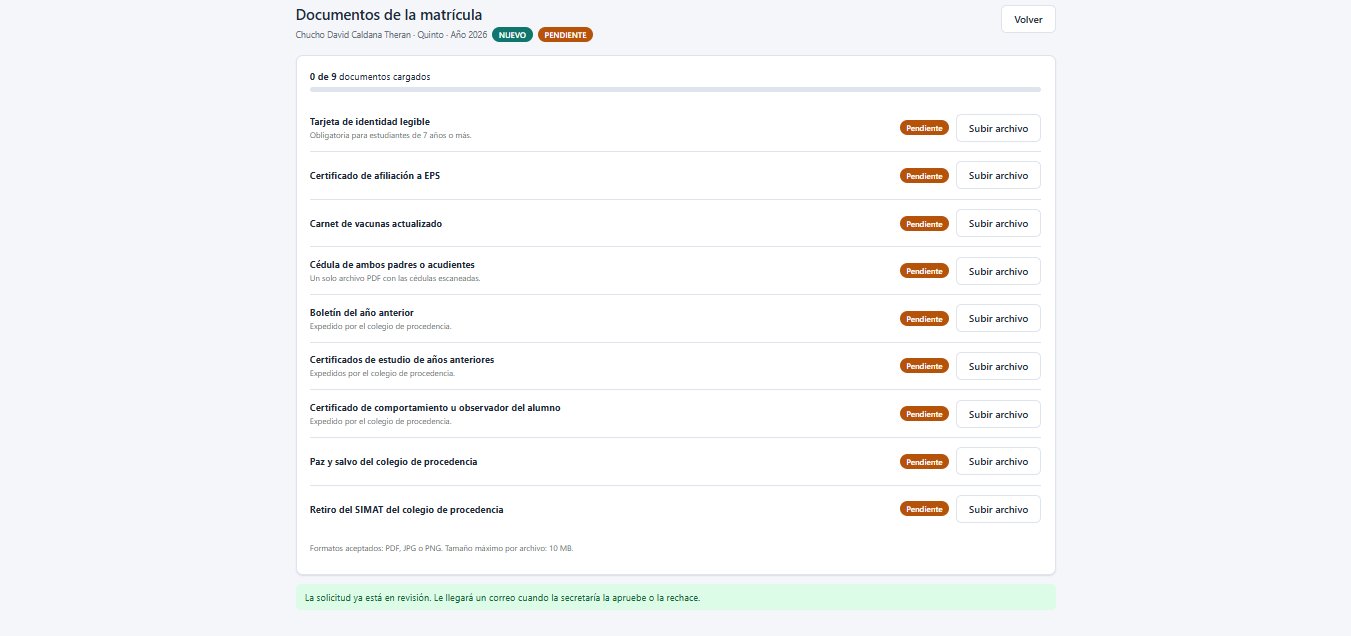 Documentos de la matrícula
Volver
Chucho David Caldana Theran · Quinto · Año 2026 NUEVO PENDIENTE
0 de 9 documentos cargados
Tarjeta de identidad legible
Obligatoria para estudiantes de 7 años o más.
Pendiente Subir archivo
Certificado de afiliación a EPS
Pendiente Subir archivo
Carnet de vacunas actualizado
Pendiente Subir archivo
Cédula de ambos padres o acudientes
Un solo archivo PDF con las cédulas escaneadas.
Pendiente Subir archivo
Boletín del año anterior
Expedido por el colegio de procedencia.
Pendiente Subir archivo
Certificados de estudio de años anteriores
Expedidos por el colegio de procedencia.
Pendiente Subir archivo
Certificado de comportamiento u observador del alumno
Expedido por el colegio de procedencia.
Pendiente Subir archivo
Paz y salvo del colegio de procedencia
Pendiente Subir archivo
Retiro del SIMAT del colegio de procedencia
Pendiente Subir archivo
Formatos aceptados: PDF, JPG o PNG. Tamaño máximo por archivo: 10 MB.
La solicitud ya está en revisión. Le llegará un correo cuando la secretaría la apruebe o la rechace.